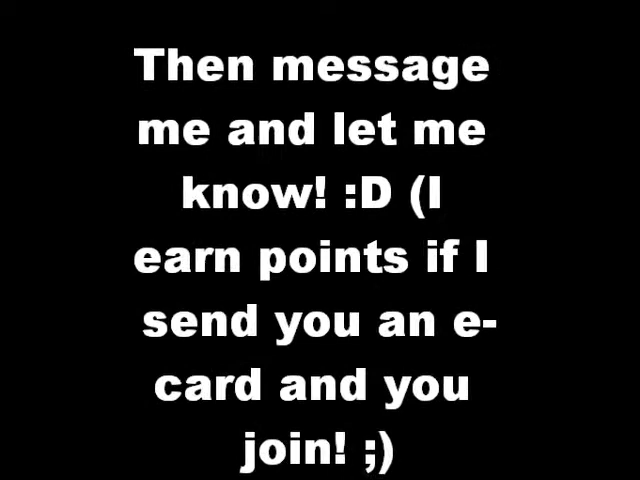 Then message
me and let me
know! :D (I
earn points if I
send you an e-
card and you
join! ;)